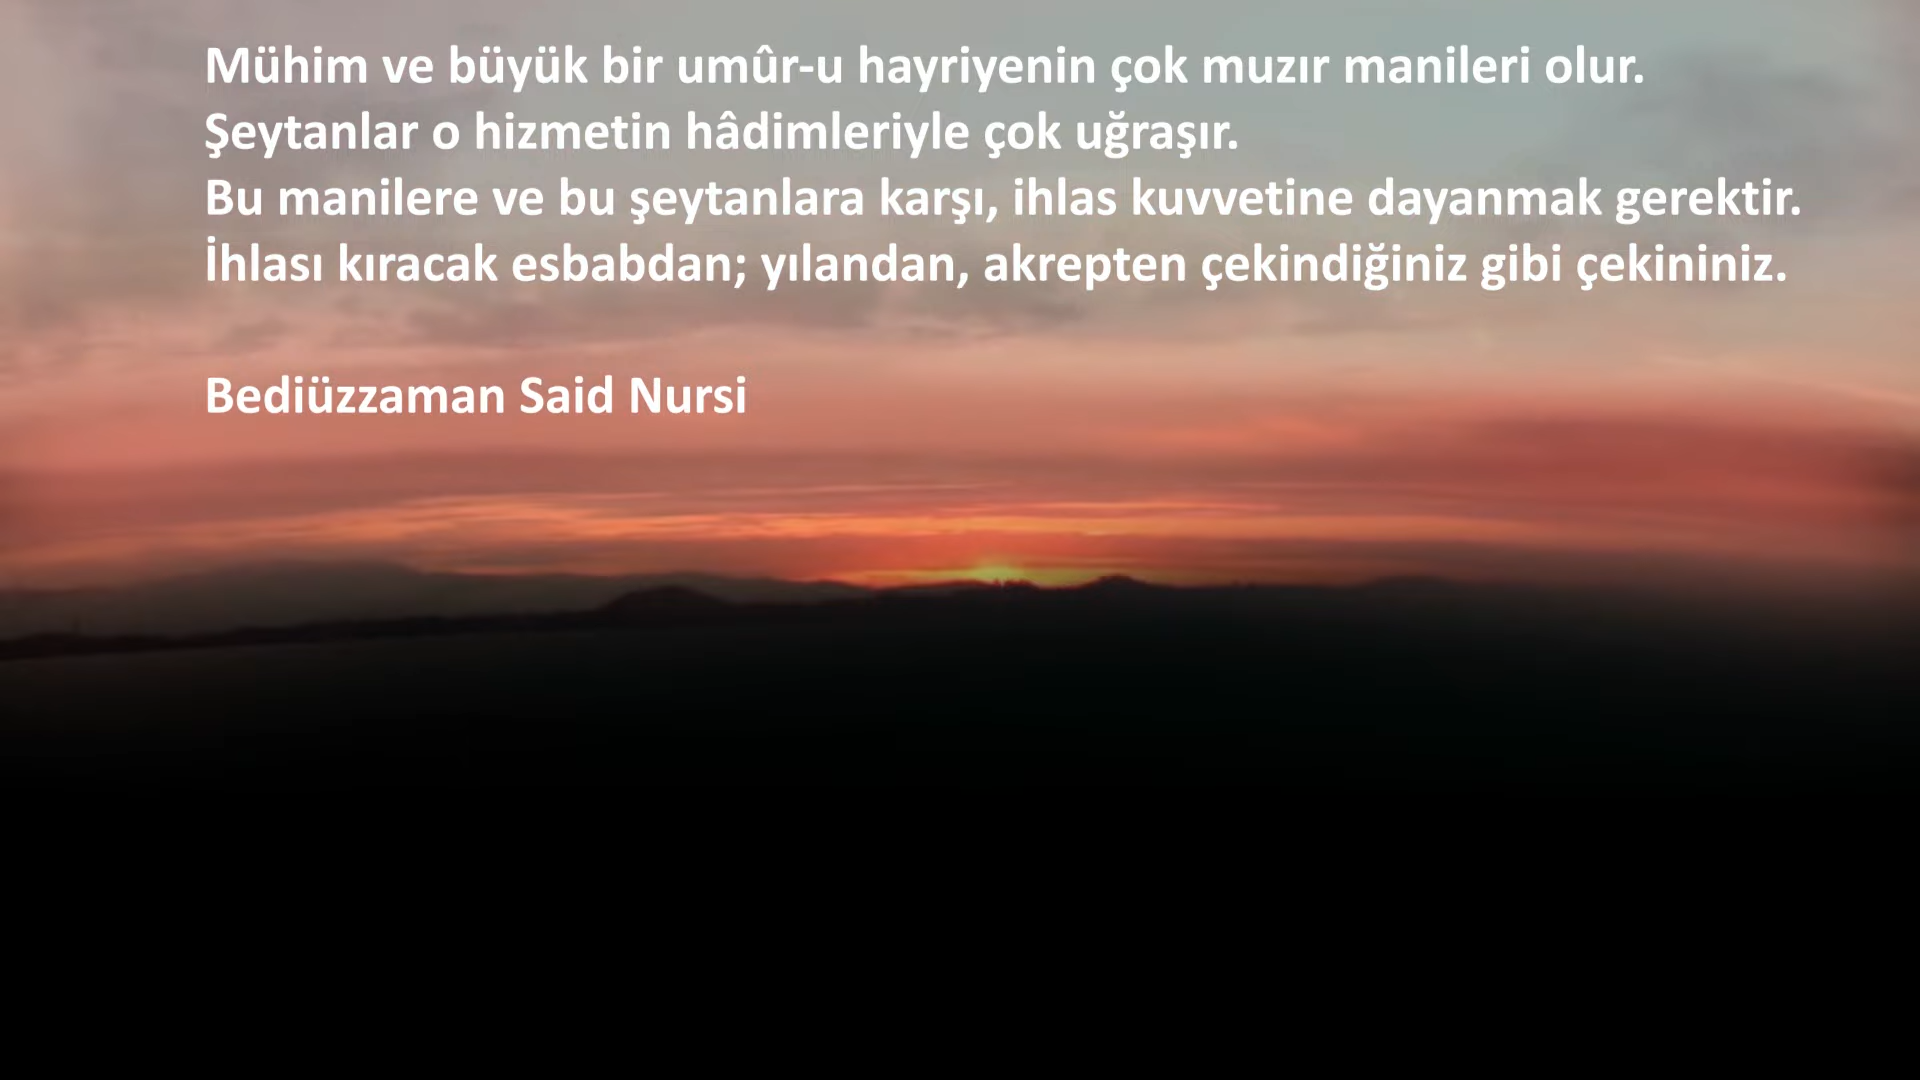 Mühim ve büyük bir umûr-u hayriyenin çok muzır manileri olur.
Şeytanlar o hizmetin hâdimleriyle çok uğraşır.
Bu manilere ve bu şeytanlara karşı, ihlas kuvvetine dayanmak gerektir.
İhlası kıracak esbabdan; yılandan, akrepten çekindiğiniz gibi çekininiz.
Bediüzzaman Said Nursi